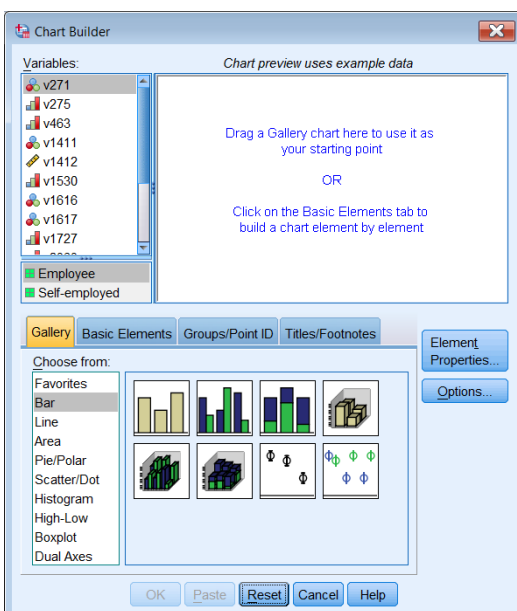 Chart Builder
Variables:
Chart preview uses example data
v271
v275
v463
v1411
v1412
v1530
v1616
v1617
v1727
Drag a Gallery chart here to use it as
your starting point
OR
Click on the Basic Elements tab to
build a chart element by element
Employee
Self-employed
Gallery
Basic Elements
Groups/Point ID
Titles/Footnotes
Choose from:
Favorites
Bar
Line
Area
Pie/Polar
Scatter/Dot
Histogram
High-Low
Boxplot
Dual Axes
Element
Properties...
Options...
OK
Paste
Reset
Cancel
Help